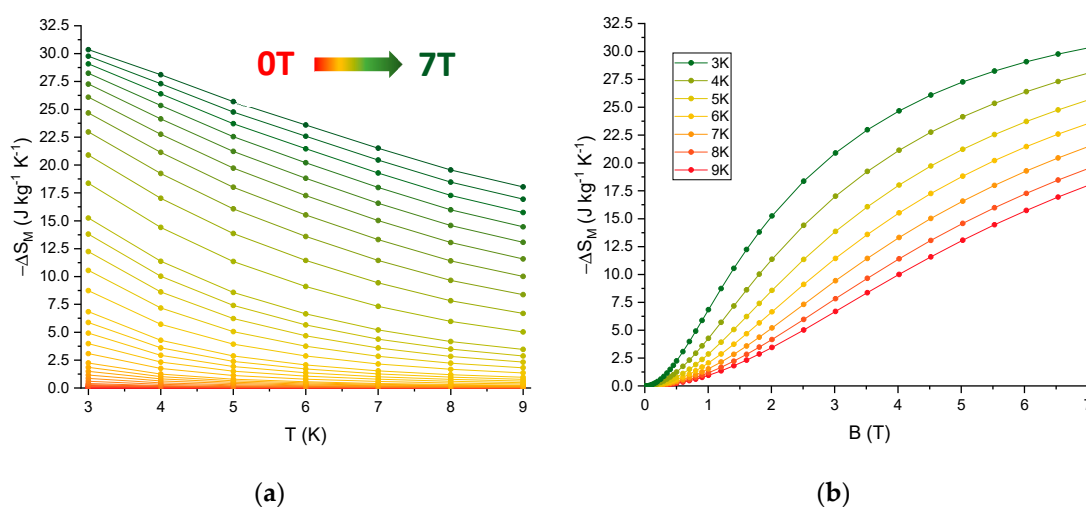 32.5
30.0
27.5
25.0
22.5
20.0
17.5
15.0
12.5
10.0
7.5
5.0
2.5
0.0
−ΔS_M (J kg⁻¹ K⁻¹)
0T 7T
3 4 5 6 7 8 9
T (K)
(a)
32.5
30.0
27.5
25.0
22.5
20.0
17.5
15.0
12.5
10.0
7.5
5.0
2.5
0.0
−ΔS_M (J kg⁻¹ K⁻¹)
3K
4K
5K
6K
7K
8K
9K
0 1 2 3 4 5 6 7
B (T)
(b)